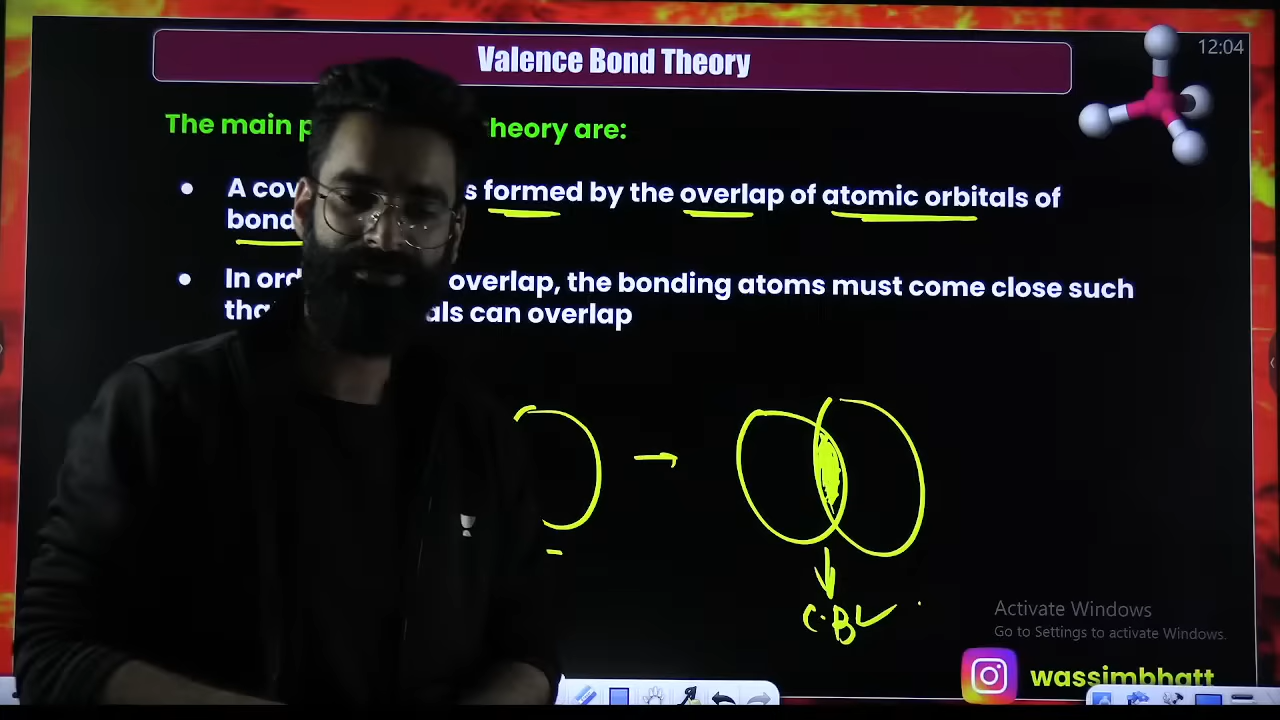 Valence Bond Theory
12:04
The main p heory are:
A cov s formed by the overlap of atomic orbitals of
bond
In ord overlap, the bonding atoms must come close such
tha als can overlap
C.B
Activate Windows
Go to Settings to activate Windows.
wassimbhatt